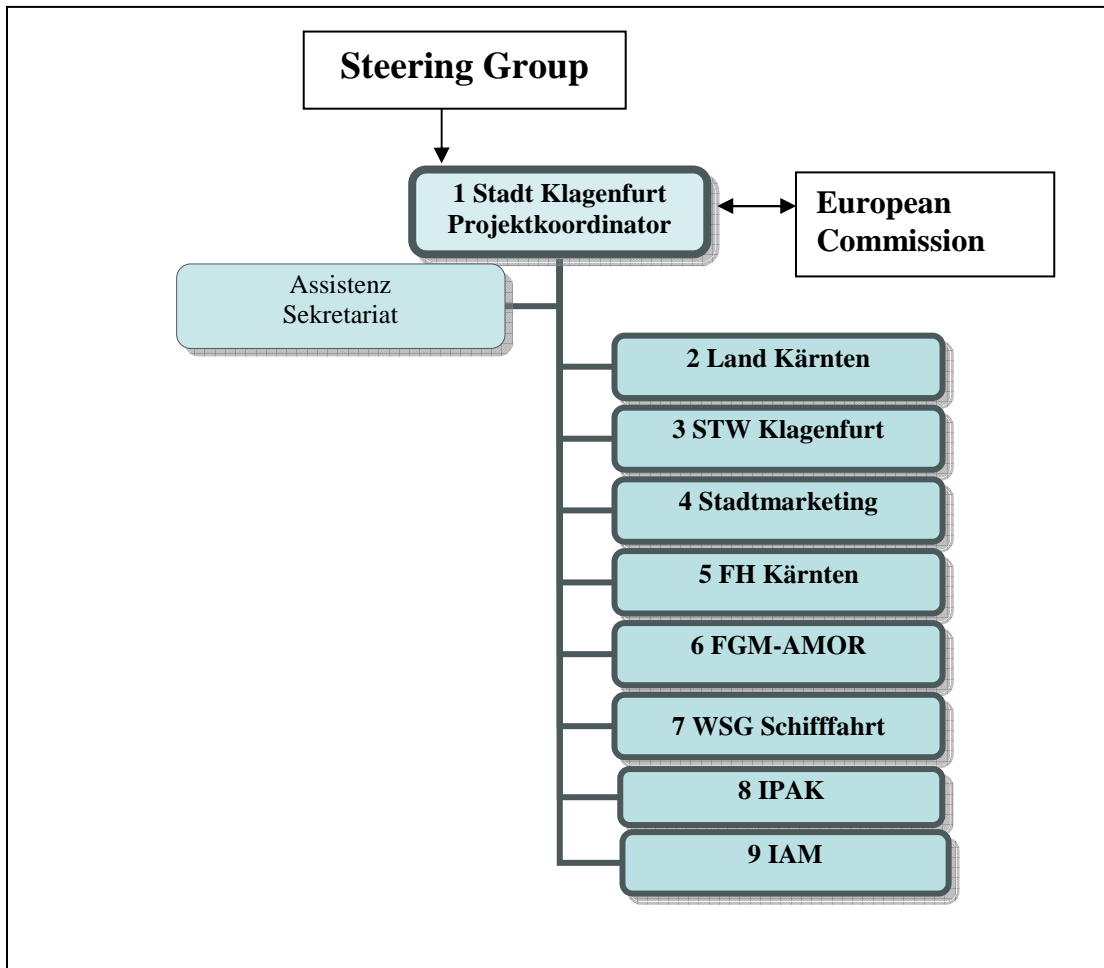 Steering Group
1 Stadt Klagenfurt
Projektkoordinator
European
Commission
Assistenz
Sekretariat
2 Land Kärnten
3 STW Klagenfurt
4 Stadtmarketing
5 FH Kärnten
6 FGM-AMOR
7 WSG Schifffahrt
8 IPAK
9 IAM